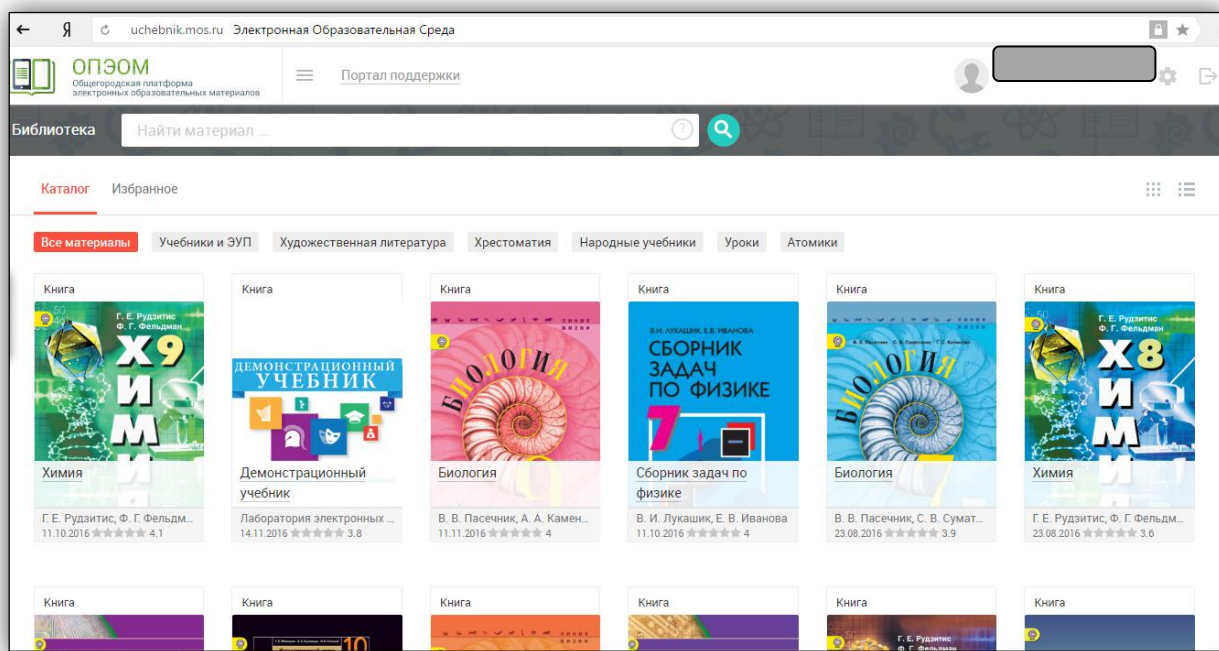 Я uchebnik.mos.ru Электронная Образовательная Среда
ОПЭОМ
Общегородская платформа
электронных образовательных материалов
Портал поддержки
Библиотека
Найти материал ...
?
Каталог Избранное
Все материалы Учебники и ЭУП Художественная литература Хрестоматия Народные учебники Уроки Атомики
Книга Книга Книга Книга Книга Книга
Г. Е. Рудзитис
Ф. Г. Фельдман
Х9
И
М
И
Химия
Г. Е. Рудзитис, Ф. Г. Фельдм...
11.10.2016 4.1
ДЕМОНСТРАЦИОННЫЙ
УЧЕБНИК
Демонстрационный
учебник
Лаборатория электронных ...
14.11.2016 3.8
ЛИНИЯ
ЖИЗНИ
БИОЛОГИЯ
9
Биология
В. В. Пасечник, А. А. Камен...
11.11.2016 4
В.И. ЛУКАШИК, Е.В. ИВАНОВА
СБОРНИК
ЗАДАЧ
ПО ФИЗИКЕ
7
Сборник задач по
физике
В. И. Лукашик, Е. В. Иванова
11.10.2016 4
ЛИНИЯ
ЖИЗНИ
БИОЛОГИЯ
7
Биология
В. В. Пасечник, С. В. Сумат...
23.08.2016 3.9
Г. Е. Рудзитис
Ф. Г. Фельдман
Х8
И
М
И
Химия
Г. Е. Рудзитис, Ф. Г. Фельдм...
23.08.2016 3.6
Книга Книга Книга Книга Книга Книга
10
Г. Е. Рудзитис
Ф. Г. Фельдман